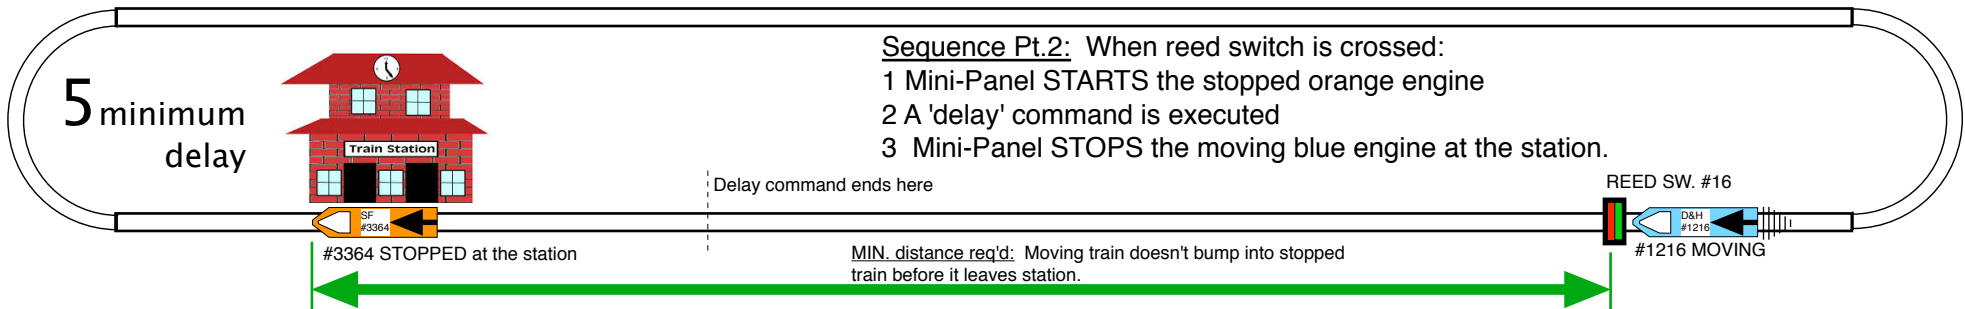 Sequence Pt.2: When reed switch is crossed:
1 Mini-Panel STARTS the stopped orange engine
2 A 'delay' command is executed
3 Mini-Panel STOPS the moving blue engine at the station.
5 minimum
delay
Train Station
Delay command ends here
REED SW. #16
SF
#3364
D&H
#1216
#3364 STOPPED at the station
MIN. distance req'd: Moving train doesn't bump into stopped
train before it leaves station.
#1216 MOVING